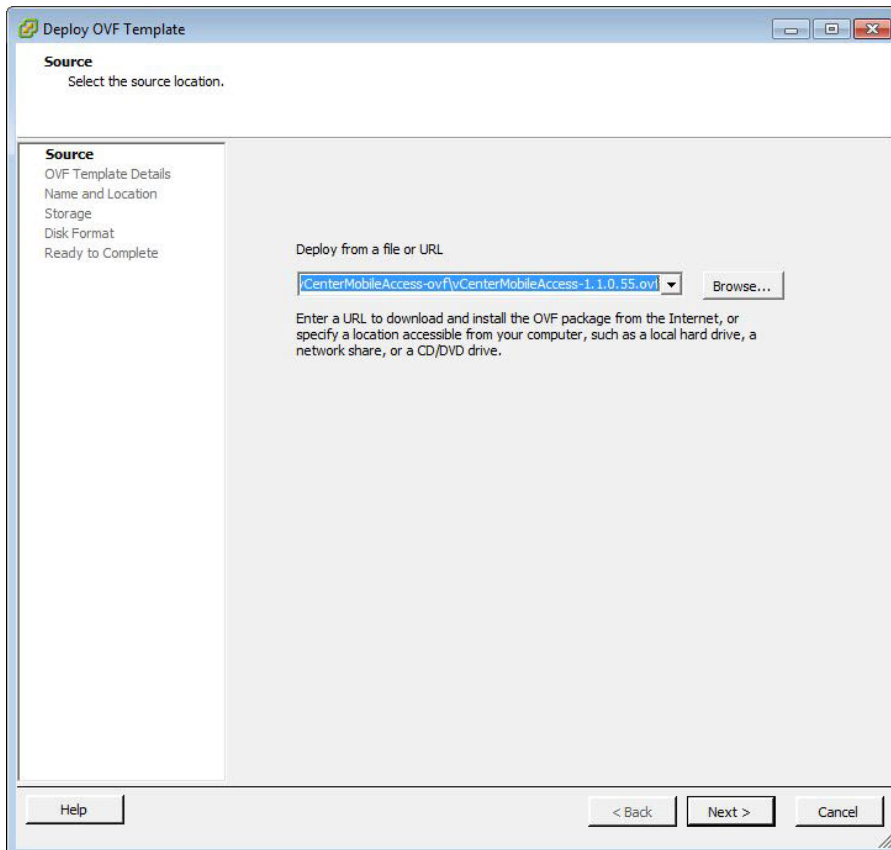 Deploy OVF Template
Source
Select the source location.
Source
OVF Template Details
Name and Location
Storage
Disk Format
Ready to Complete
Deploy from a file or URL
vCenterMobileAccess-ovf\vCenterMobileAccess-1.1.0.55.ovf
Browse...
Enter a URL to download and install the OVF package from the Internet, or
specify a location accessible from your computer, such as a local hard drive, a
network share, or a CD/DVD drive.
Help
< Back
Next >
Cancel